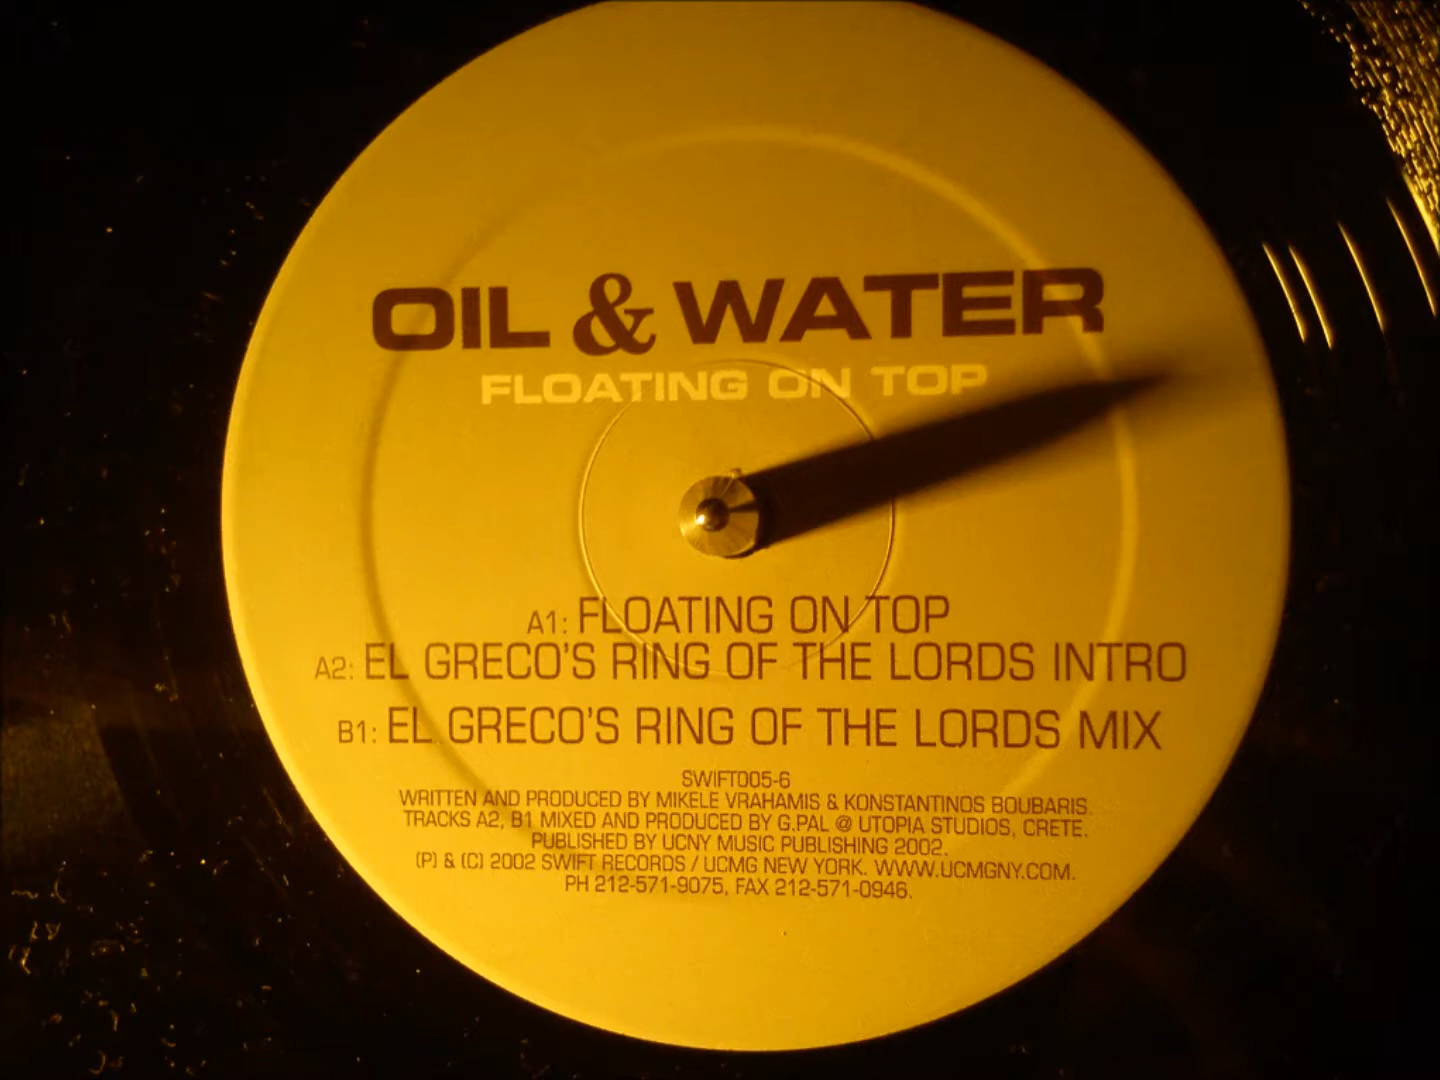 OIL & WATER
FLOATING ON TOP
A1: FLOATING ON TOP
A2: EL GRECO'S RING OF THE LORDS INTRO
B1: EL GRECO'S RING OF THE LORDS MIX
SWIFT005-6
WRITTEN AND PRODUCED BY MIKELE VRAHAMIS & KONSTANTINOS BOUBARIS.
TRACKS A2, B1 MIXED AND PRODUCED BY G.PAL @ UTOPIA STUDIOS, CRETE.
PUBLISHED BY UCNY MUSIC PUBLISHING 2002.
(P) & (C) 2002 SWIFT RECORDS / UCMG NEW YORK. WWW.UCMGNY.COM.
PH 212-571-9075, FAX 212-571-0946.